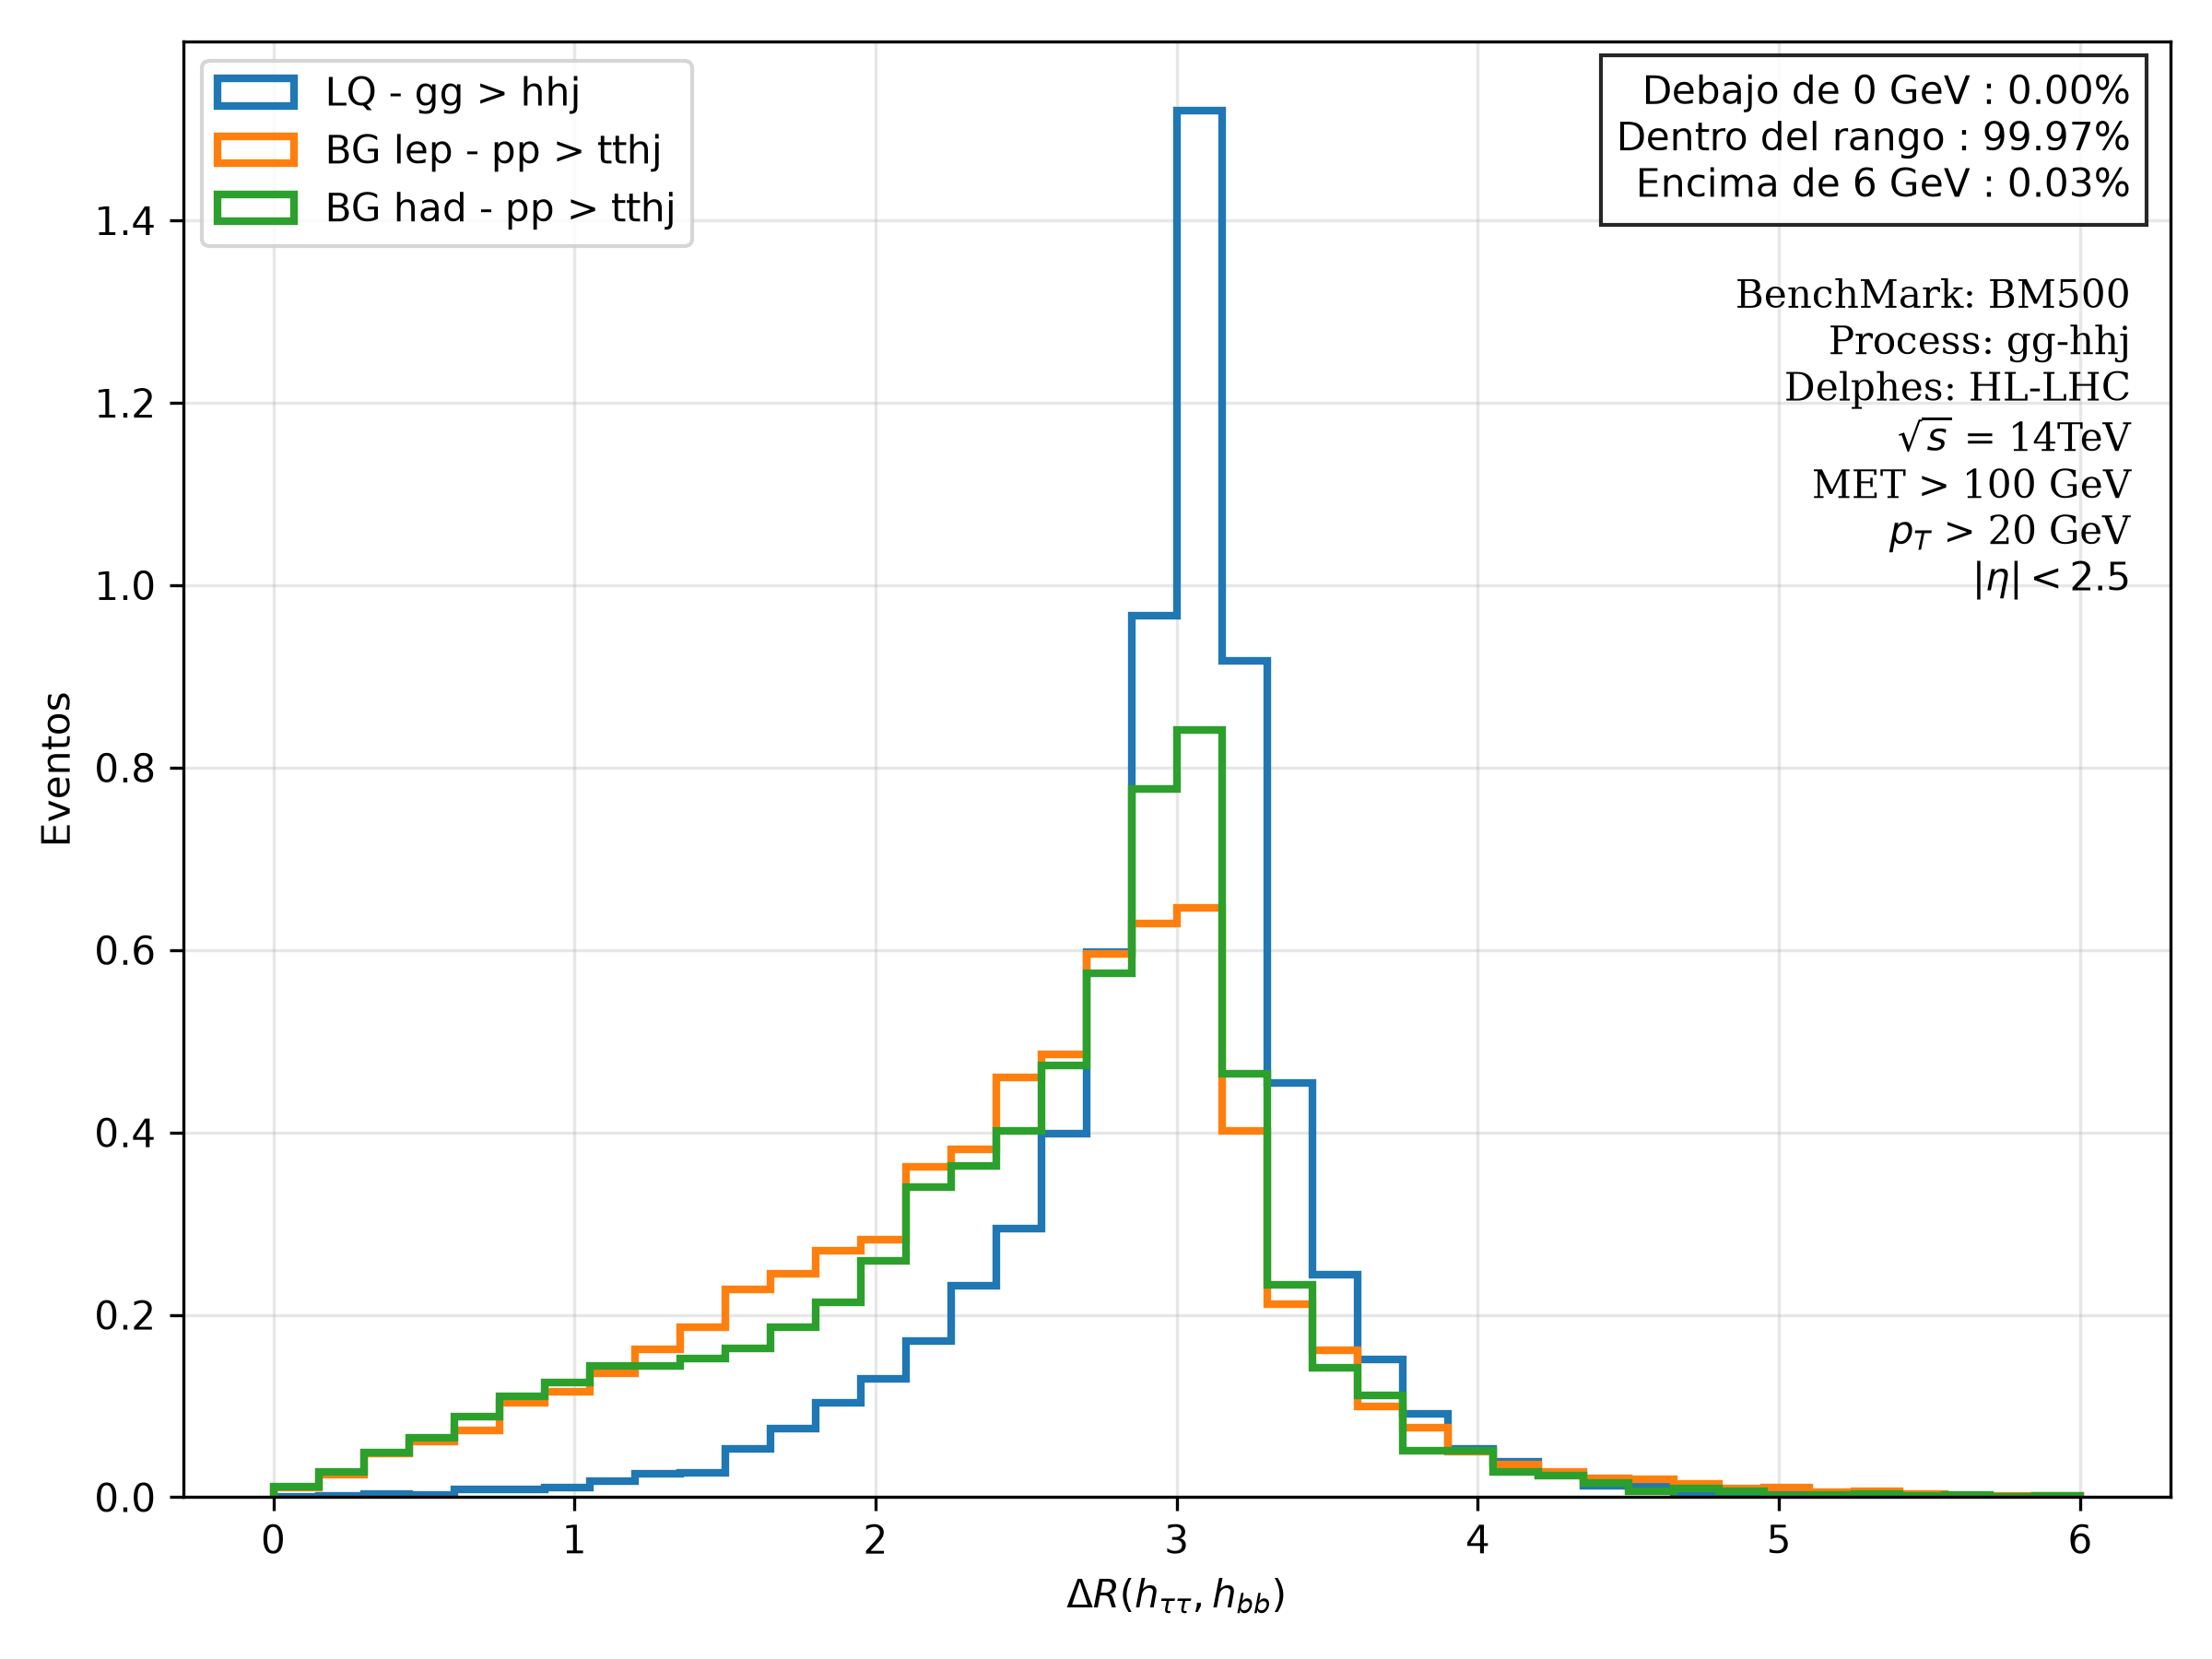 LQ - gg > hhj
BG lep - pp > tthj
BG had - pp > tthj
Debajo de 0 GeV : 0.00%
Dentro del rango : 99.97%
Encima de 6 GeV : 0.03%
BenchMark: BM500
Process: gg-hhj
Delphes: HL-LHC
√s = 14TeV
MET > 100 GeV
p_T > 20 GeV
|η| < 2.5
Eventos
1.4
1.2
1.0
0.8
0.6
0.4
0.2
0.0
0 1 2 3 4 5 6
ΔR(h_ττ, h_bb)